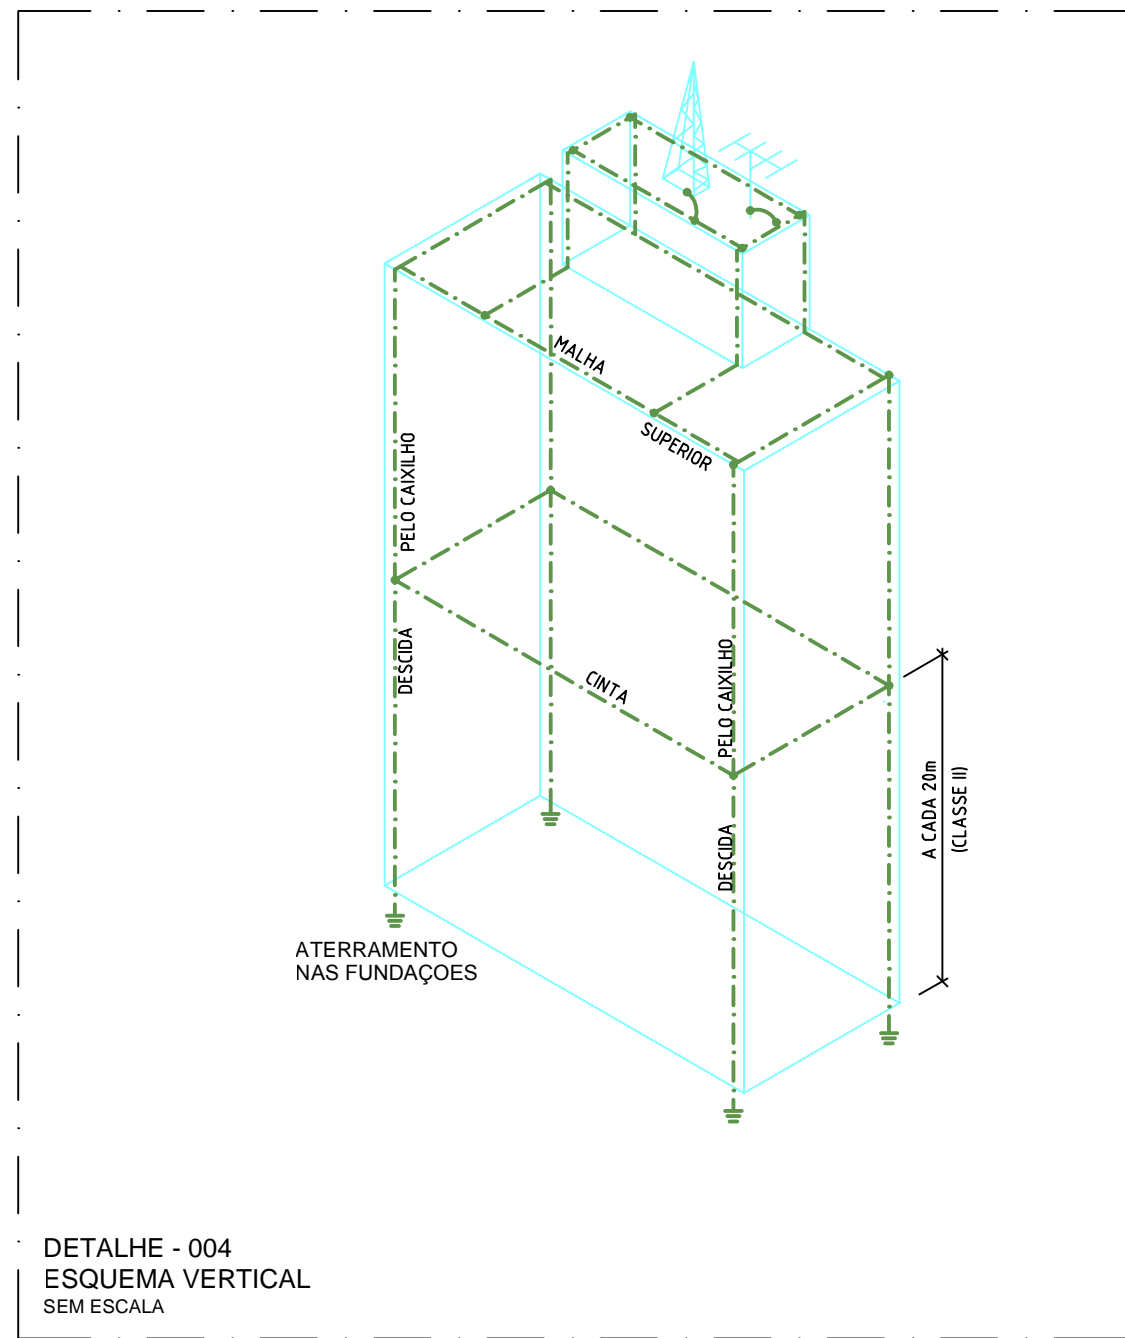 MALHA
SUPERIOR
PELO CAIXILHO
DESCIDA
CINTA
PELO CAIXILHO
DESCIDA
A CADA 20m
(CLASSE II)
ATERRAMENTO
NAS FUNDAÇOES
DETALHE - 004
ESQUEMA VERTICAL
SEM ESCALA